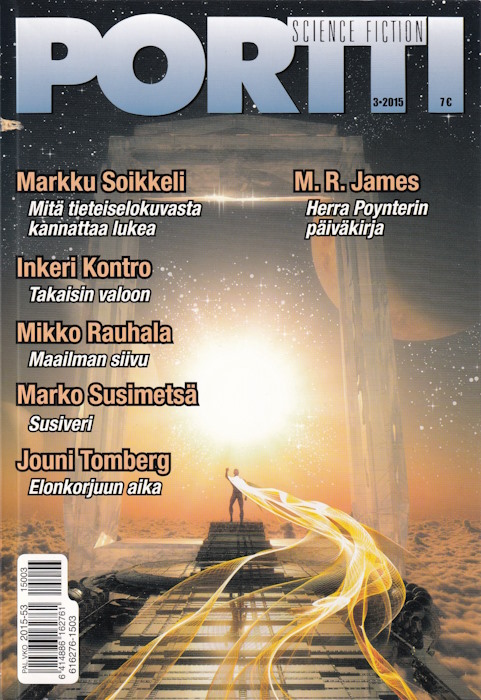 PORTTI
SCIENCE FICTION
3•2015
7 €
Markku Soikkeli
Mitä tieteiselokuvasta
kannattaa lukea
M. R. James
Herra Poynterin
päiväkirja
Inkeri Kontro
Takaisin valoon
Mikko Rauhala
Maailman siivu
Marko Susimetsä
Susiveri
Jouni Tomberg
Elonkorjuun aika
15003
PAL.VKO 2015-53
6 414886 162761
616276-1503